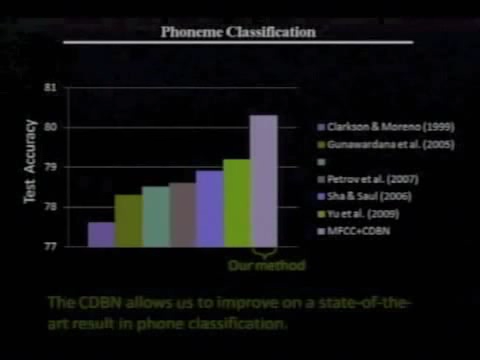 Phoneme Classification
81
80
79
78
77
Test Accuracy
Clarkson & Moreno (1999)
Gunawardana et al. (2005)
Petrov et al. (2007)
Sha & Saul (2006)
Yu et al. (2009)
MFCC+CDBN
Our method
The CDBN allows us to improve on a state-of-the-
art result in phone classification.